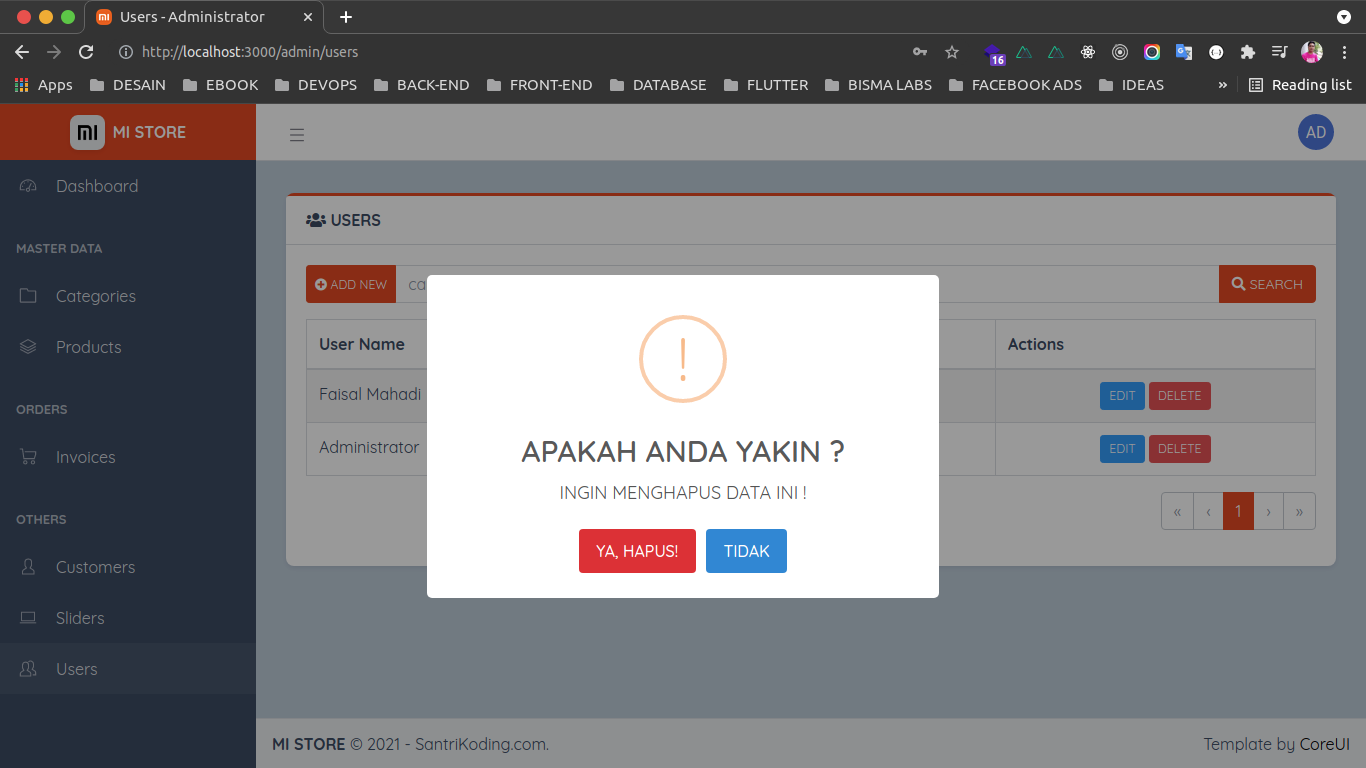 Users - Administrator
http://localhost:3000/admin/users
16
Apps DESAIN EBOOK DEVOPS BACK-END FRONT-END DATABASE FLUTTER BISMA LABS FACEBOOK ADS IDEAS » Reading list
MI STORE
AD
Dashboard
MASTER DATA
Categories
Products
ORDERS
Invoices
OTHERS
Customers
Sliders
Users
USERS
ADD NEW
SEARCH
User Name Actions
Faisal Mahadi EDIT DELETE
Administrator EDIT DELETE
« ‹ 1 › »
!
APAKAH ANDA YAKIN ?
INGIN MENGHAPUS DATA INI !
YA, HAPUS! TIDAK
MI STORE © 2021 - SantriKoding.com.
Template by CoreUI